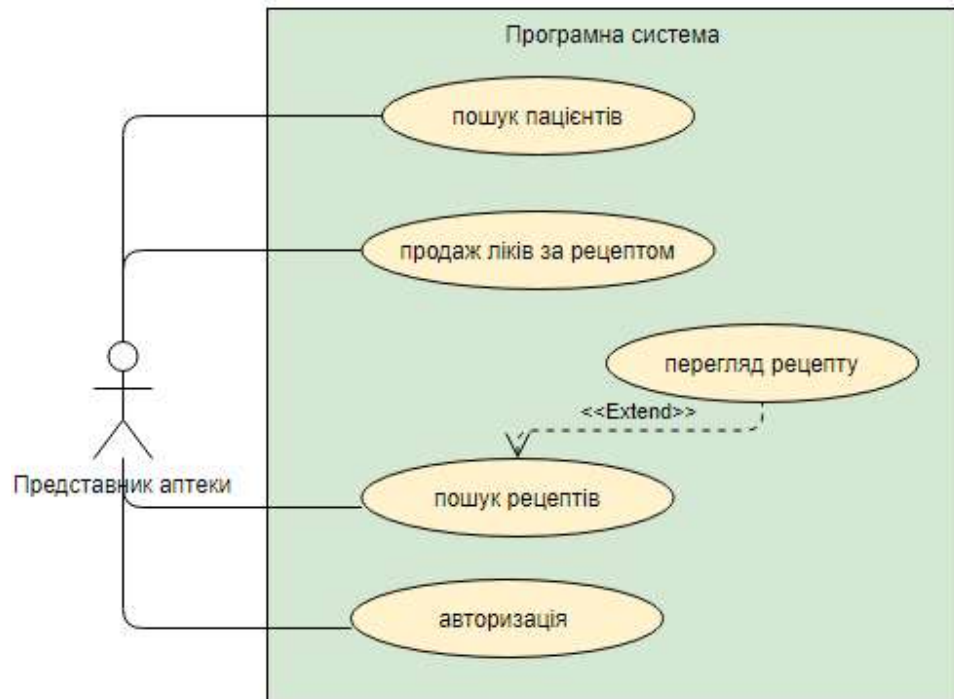 Програмна система
пошук пацієнтів
продаж ліків за рецептом
перегляд рецепту
<<Extend>>
Представник аптеки
пошук рецептів
авторизація